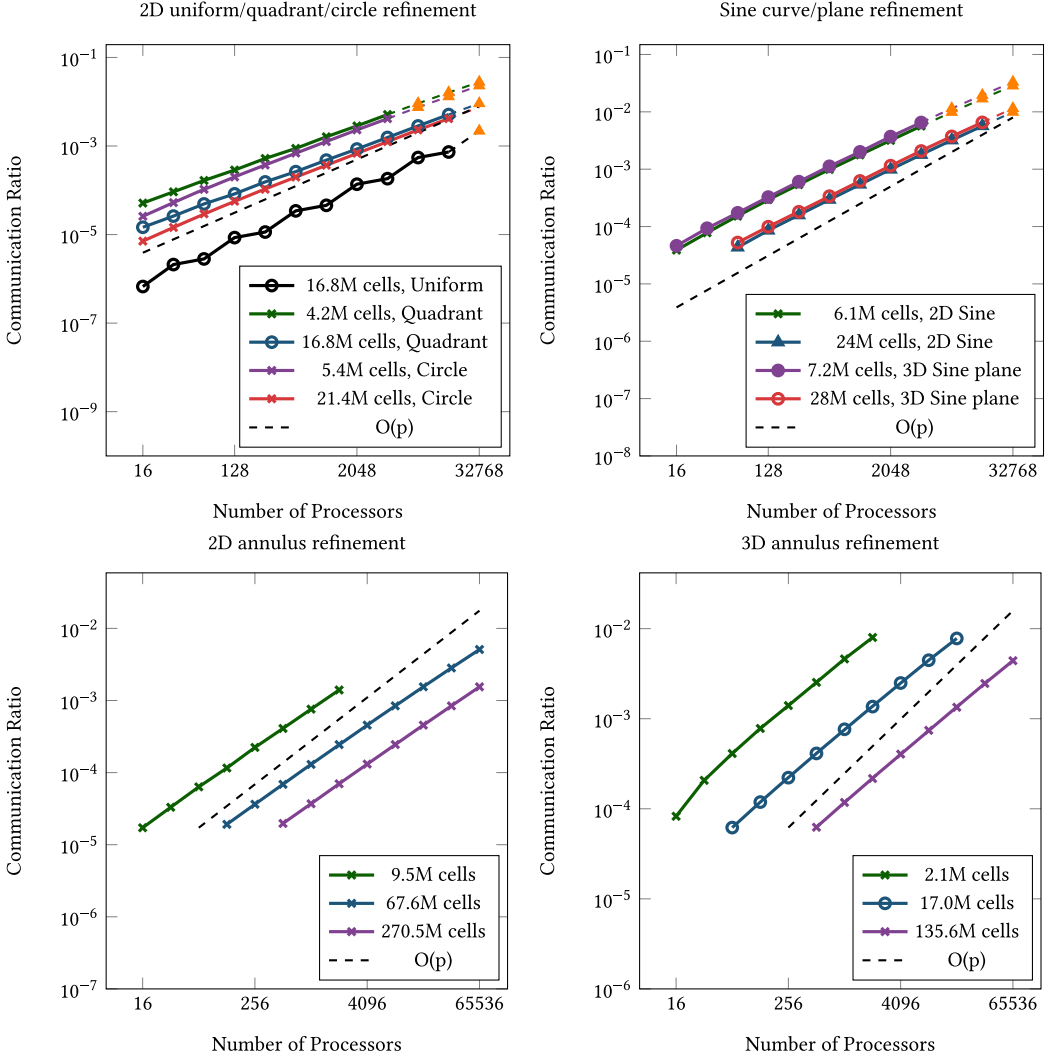 2D uniform/quadrant/circle refinement
10⁻¹
10⁻³
10⁻⁵
10⁻⁷
10⁻⁹
Communication Ratio
16.8M cells, Uniform
4.2M cells, Quadrant
16.8M cells, Quadrant
5.4M cells, Circle
21.4M cells, Circle
O(p)
16
128
2048
32768
Number of Processors
Sine curve/plane refinement
10⁻¹
10⁻²
10⁻³
10⁻⁴
10⁻⁵
10⁻⁶
10⁻⁷
10⁻⁸
Communication Ratio
6.1M cells, 2D Sine
24M cells, 2D Sine
7.2M cells, 3D Sine plane
28M cells, 3D Sine plane
O(p)
16
128
2048
32768
Number of Processors
2D annulus refinement
10⁻²
10⁻³
10⁻⁴
10⁻⁵
10⁻⁶
10⁻⁷
Communication Ratio
9.5M cells
67.6M cells
270.5M cells
O(p)
16
256
4096
65536
Number of Processors
3D annulus refinement
10⁻²
10⁻³
10⁻⁴
10⁻⁵
10⁻⁶
Communication Ratio
2.1M cells
17.0M cells
135.6M cells
O(p)
16
256
4096
65536
Number of Processors